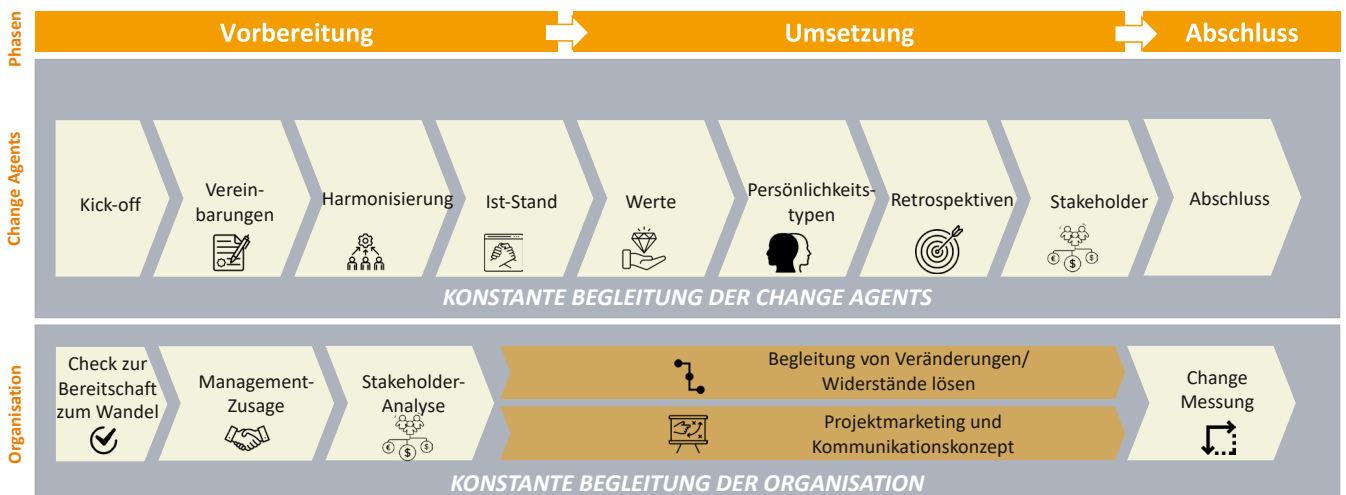 Phasen
Vorbereitung
Umsetzung
Abschluss
Change Agents
Kick-off
Verein-
barungen
Harmonisierung
Ist-Stand
Werte
Persönlichkeits-
typen
Retrospektiven
Stakeholder
Abschluss
KONSTANTE BEGLEITUNG DER CHANGE AGENTS
Organisation
Check zur
Bereitschaft
zum Wandel
Management-
Zusage
Stakeholder-
Analyse
Begleitung von Veränderungen/
Widerstände lösen
Projektmarketing und
Kommunikationskonzept
Change
Messung
KONSTANTE BEGLEITUNG DER ORGANISATION